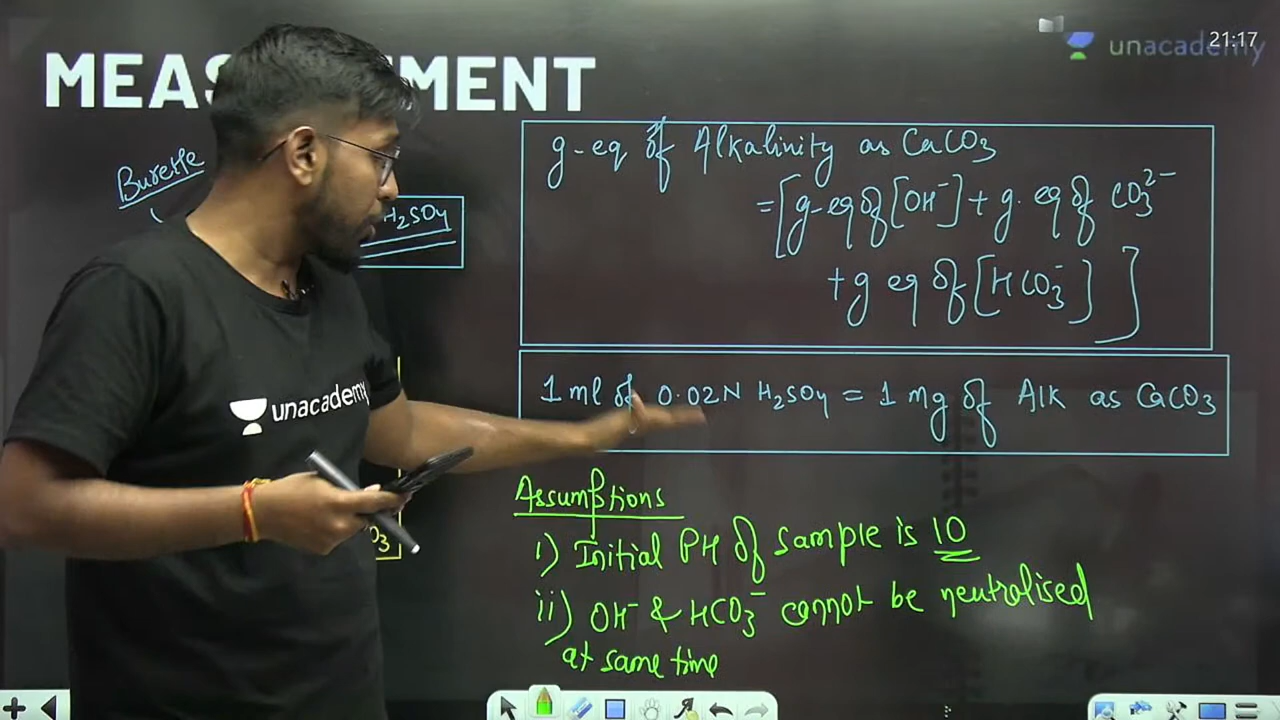 21:17
unacademy
MEAS MENT
g-eq of Alkalinity as CaCO₃
Burette
= [g-eq of [OH⁻] + g. eq of CO₃²⁻
H₂SO₄
+ g eq of [HCO₃⁻] ]
1 ml of 0.02N H₂SO₄ = 1 mg of Alk as CaCO₃
unacademy
Assumptions
i) Initial PH of sample is 10
ii) OH⁻ & HCO₃⁻ cannot be neutralised
at same time